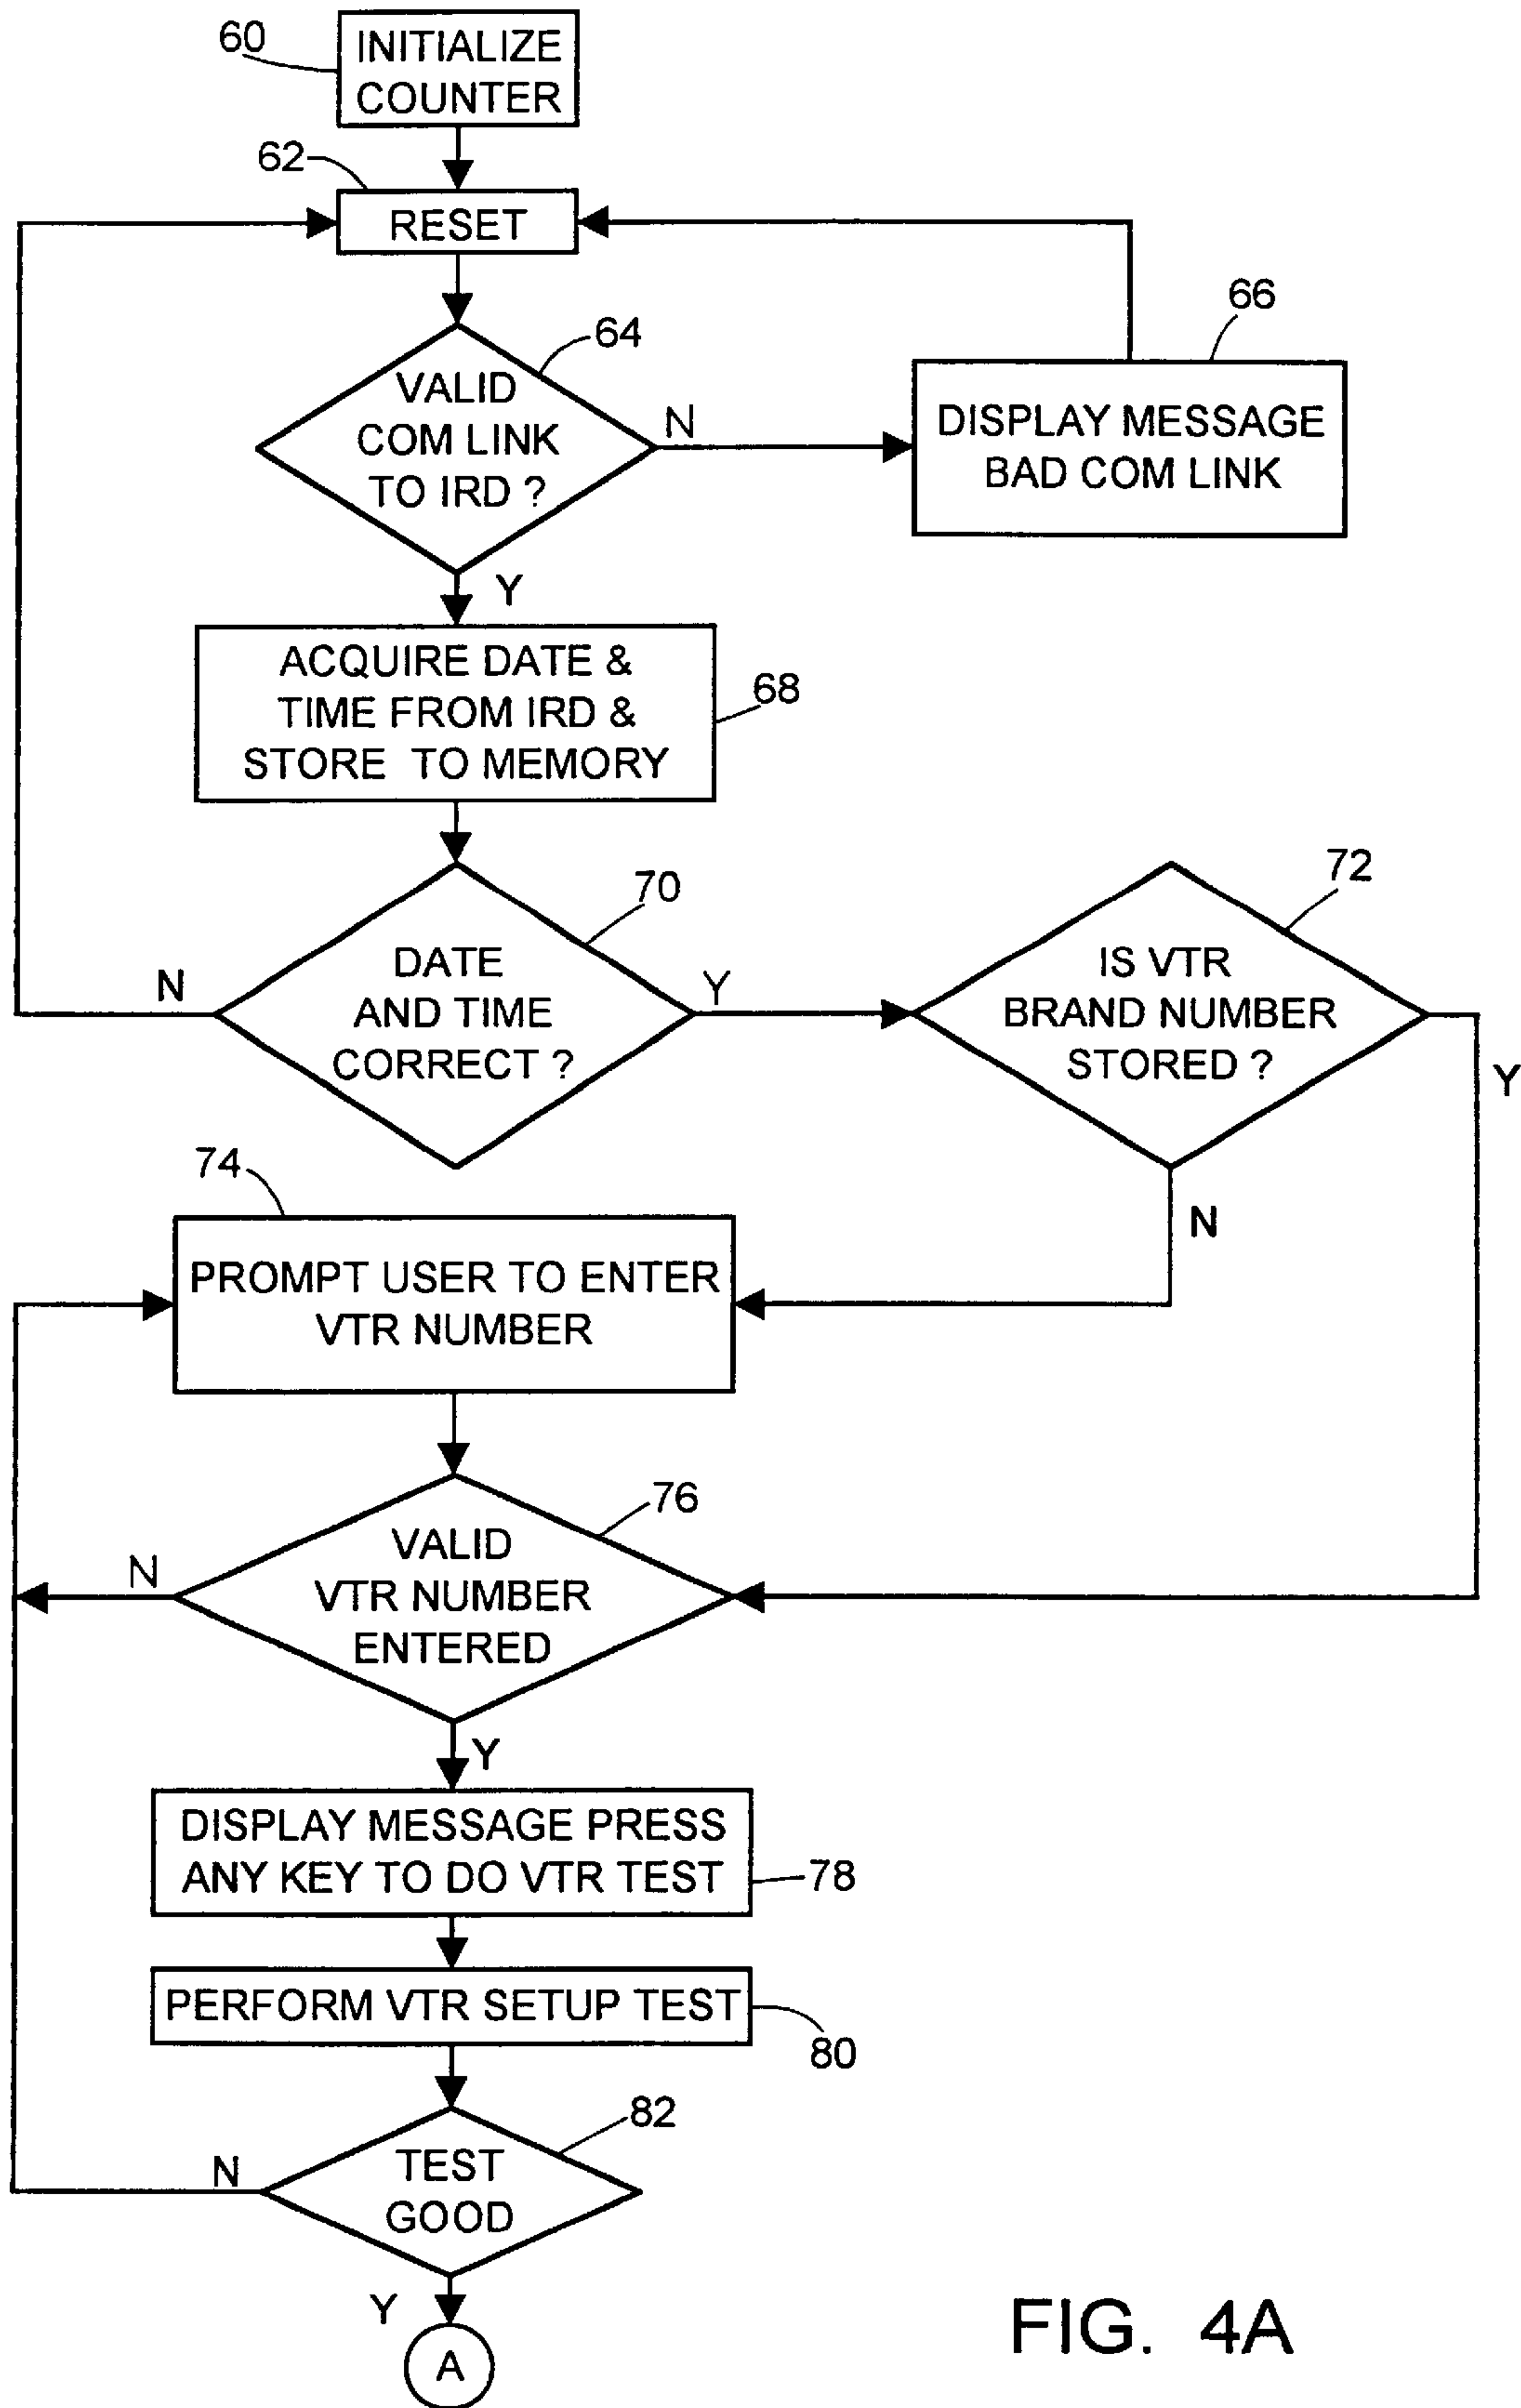 60
INITIALIZE
COUNTER
62
RESET
64
VALID
COM LINK
TO IRD ?
N
66
DISPLAY MESSAGE
BAD COM LINK
Y
ACQUIRE DATE &
TIME FROM IRD &
STORE TO MEMORY
68
70
DATE
AND TIME
CORRECT ?
N
Y
72
IS VTR
BRAND NUMBER
STORED ?
Y
N
74
PROMPT USER TO ENTER
VTR NUMBER
76
VALID
VTR NUMBER
ENTERED
N
Y
DISPLAY MESSAGE PRESS
ANY KEY TO DO VTR TEST
78
PERFORM VTR SETUP TEST
80
82
TEST
GOOD
N
Y
A
FIG. 4A